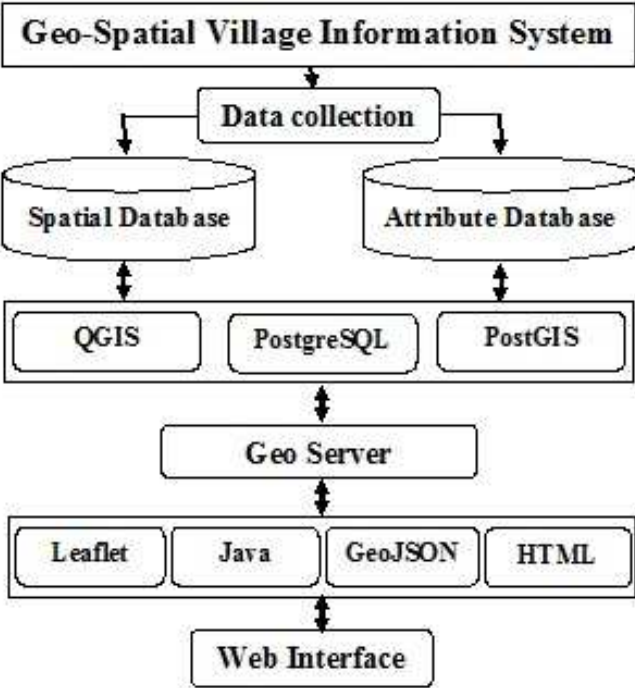 Geo-Spatial Village Information System
Data collection
Spatial Database
Attribute Database
QGIS
PostgreSQL
PostGIS
Geo Server
Leaflet
Java
GeoJSON
HTML
Web Interface